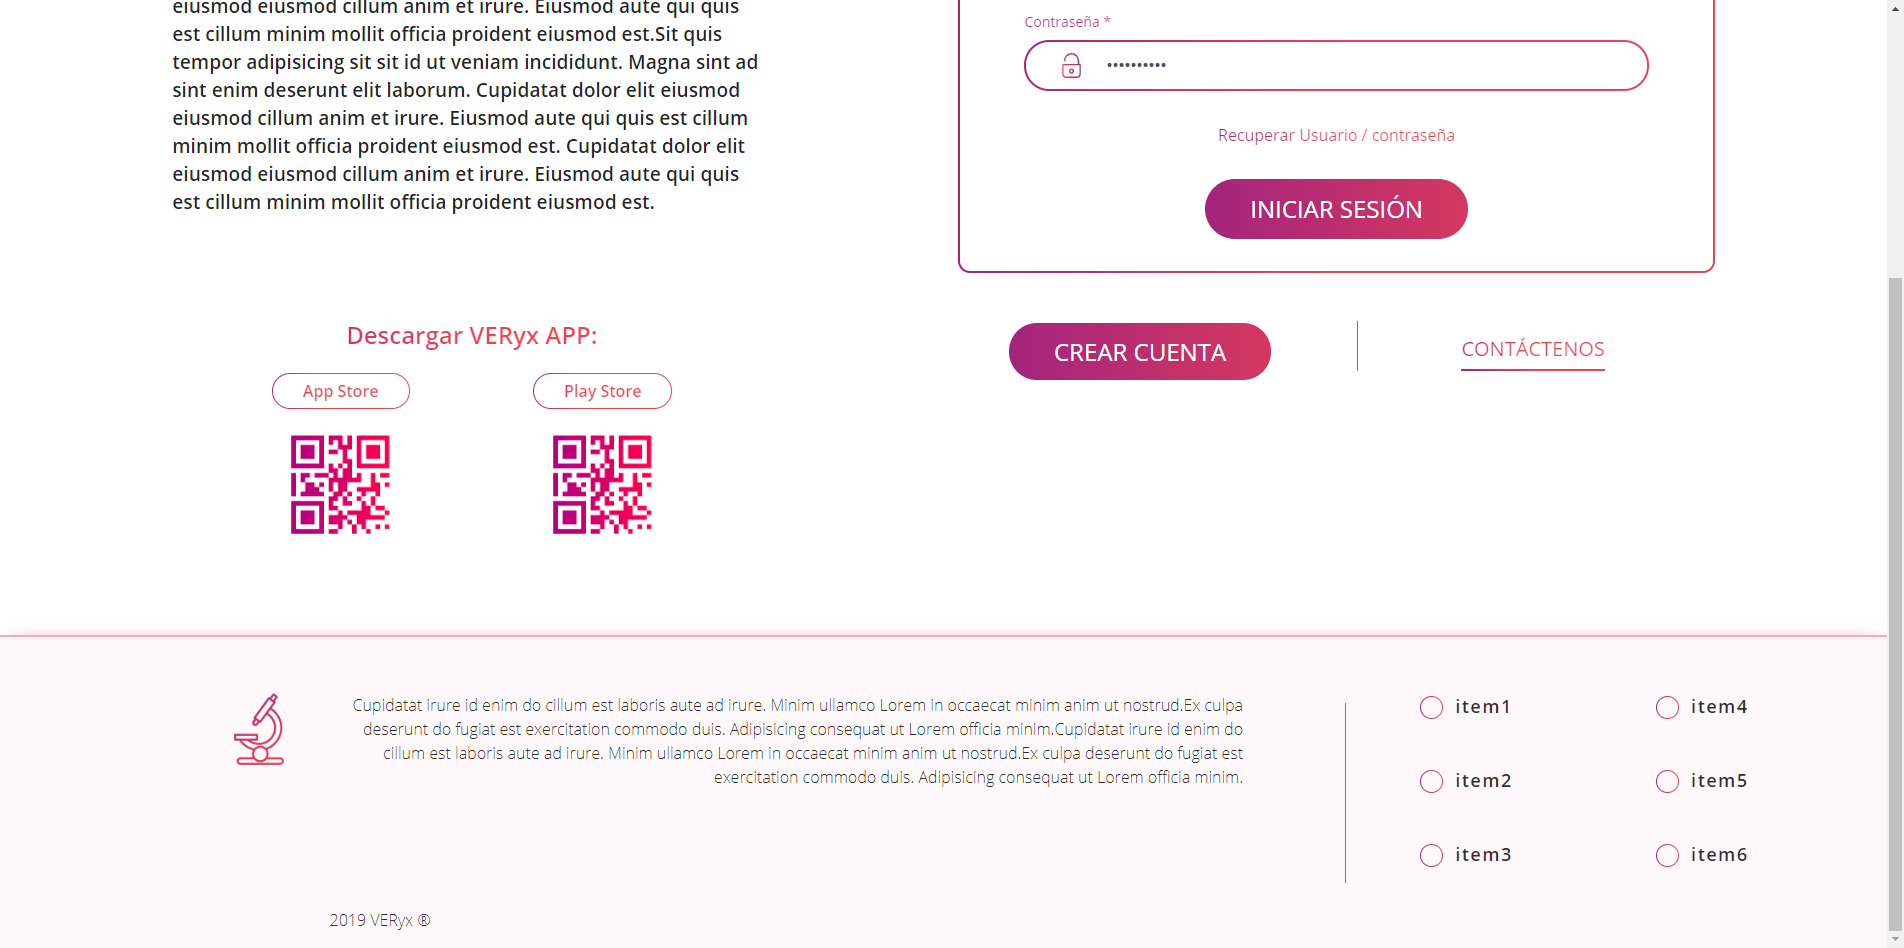 eiusmod eiusmod cillum anim et irure. Eiusmod aute qui quis
est cillum minim mollit officia proident eiusmod est.Sit quis
tempor adipisicing sit sit id ut veniam incididunt. Magna sint ad
sint enim deserunt elit laborum. Cupidatat dolor elit eiusmod
eiusmod cillum anim et irure. Eiusmod aute qui quis est cillum
minim mollit officia proident eiusmod est. Cupidatat dolor elit
eiusmod eiusmod cillum anim et irure. Eiusmod aute qui quis
est cillum minim mollit officia proident eiusmod est.
Contraseña *
••••••••••
Recuperar Usuario / contraseña
INICIAR SESIÓN
Descargar VERyx APP:
App Store
Play Store
CREAR CUENTA
CONTÁCTENOS
Cupidatat irure id enim do cillum est laboris aute ad irure. Minim ullamco Lorem in occaecat minim anim ut nostrud.Ex culpa
deserunt do fugiat est exercitation commodo duis. Adipisicing consequat ut Lorem officia minim.Cupidatat irure id enim do
cillum est laboris aute ad irure. Minim ullamco Lorem in occaecat minim anim ut nostrud.Ex culpa deserunt do fugiat est
exercitation commodo duis. Adipisicing consequat ut Lorem officia minim.
item1
item2
item3
item4
item5
item6
2019 VERyx ®